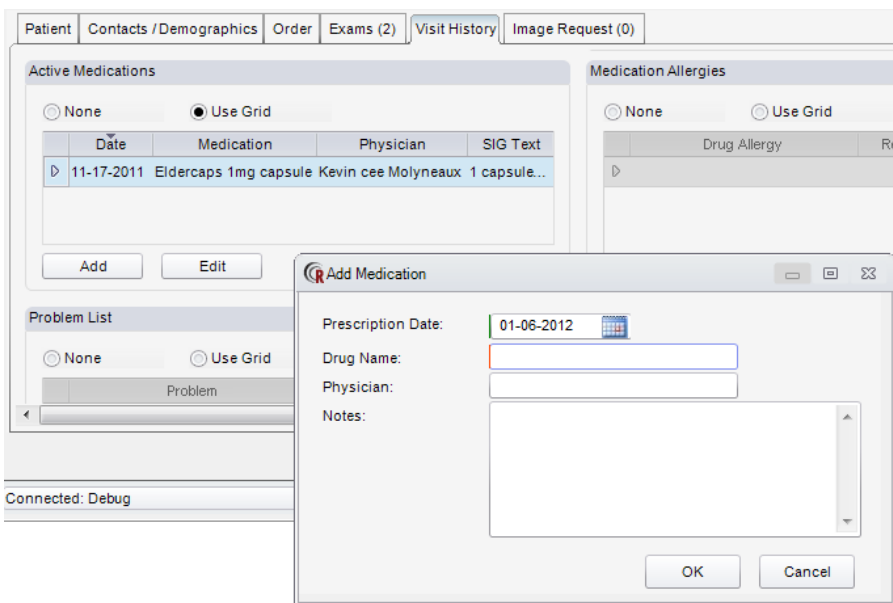 Patient Contacts / Demographics Order Exams (2) Visit History Image Request (0)
Active Medications
None Use Grid
Date Medication Physician SIG Text
11-17-2011 Eldercaps 1mg capsule Kevin cee Molyneaux 1 capsule...
Add Edit
Medication Allergies
None Use Grid
Drug Allergy Re
Problem List
None Use Grid
Problem
Connected: Debug
R Add Medication
Prescription Date: 01-06-2012
Drug Name:
Physician:
Notes:
OK Cancel